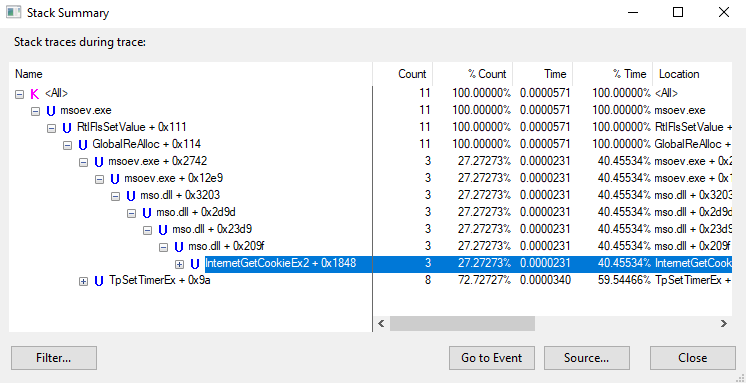 Stack Summary
Stack traces during trace:
Name Count % Count Time % Time Location
K <All> 11 100.00000% 0.0000571 100.00000% <All>
U msoev.exe 11 100.00000% 0.0000571 100.00000% msoev.exe
U RtlFlsSetValue + 0x111 11 100.00000% 0.0000571 100.00000% RtlFlsSetValue +
U GlobalReAlloc + 0x114 11 100.00000% 0.0000571 100.00000% GlobalReAlloc +
U msoev.exe + 0x2742 3 27.27273% 0.0000231 40.45534% msoev.exe + 0x2
U msoev.exe + 0x12e9 3 27.27273% 0.0000231 40.45534% msoev.exe + 0x1
U mso.dll + 0x3203 3 27.27273% 0.0000231 40.45534% mso.dll + 0x3203
U mso.dll + 0x2d9d 3 27.27273% 0.0000231 40.45534% mso.dll + 0x2d9d
U mso.dll + 0x23d9 3 27.27273% 0.0000231 40.45534% mso.dll + 0x23d9
U mso.dll + 0x209f 3 27.27273% 0.0000231 40.45534% mso.dll + 0x209f
U InternetGetCookieEx2 + 0x1848 3 27.27273% 0.0000231 40.45534% InternetGetCook
U TpSetTimerEx + 0x9a 8 72.72727% 0.0000340 59.54466% TpSetTimerEx +
Filter... Go to Event Source... Close